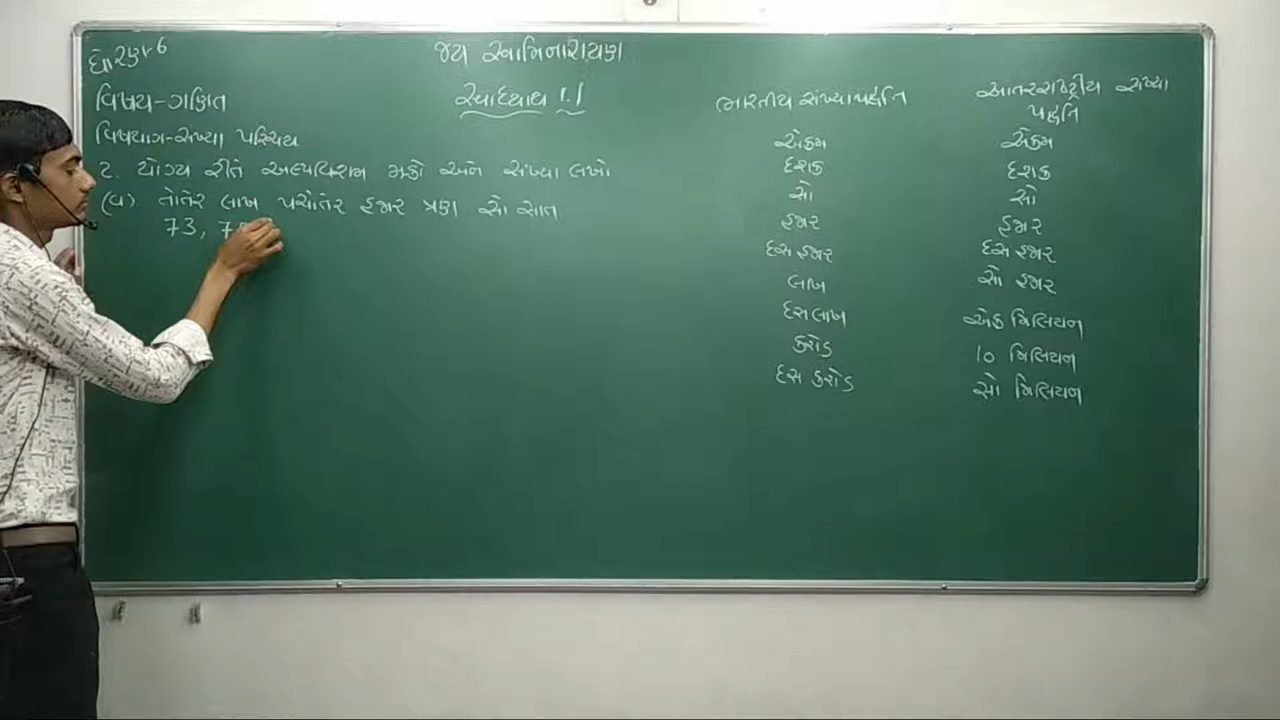 ધોરણ 6
જય સ્વામિનારાયણ
વિષય-ગણિત
સ્વાધ્યાય 1.1
વિષયાંગ-સંખ્યા પરિચય
2. યોગ્ય રીતે અલ્પવિરામ મૂકો અને સંખ્યા લખો
(a) તોતેર લાખ પચોતેર હજાર ત્રણ સો સાત
73, 7
ભારતીય સંખ્યા પદ્ધતિ
એકમ
દશક
સો
હજાર
દસ હજાર
લાખ
દસ લાખ
કરોડ
દસ કરોડ
આંતરરાષ્ટ્રીય સંખ્યા
પદ્ધતિ
એકમ
દશક
સો
હજાર
દસ હજાર
સો હજાર
એક મિલિયન
10 મિલિયન
સો મિલિયન